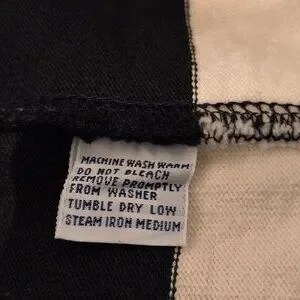 MACHINE WASH WARM
DO NOT BLEACH
REMOVE PROMPTLY
FROM WASHER
TUMBLE DRY LOW
STEAM IRON MEDIUM